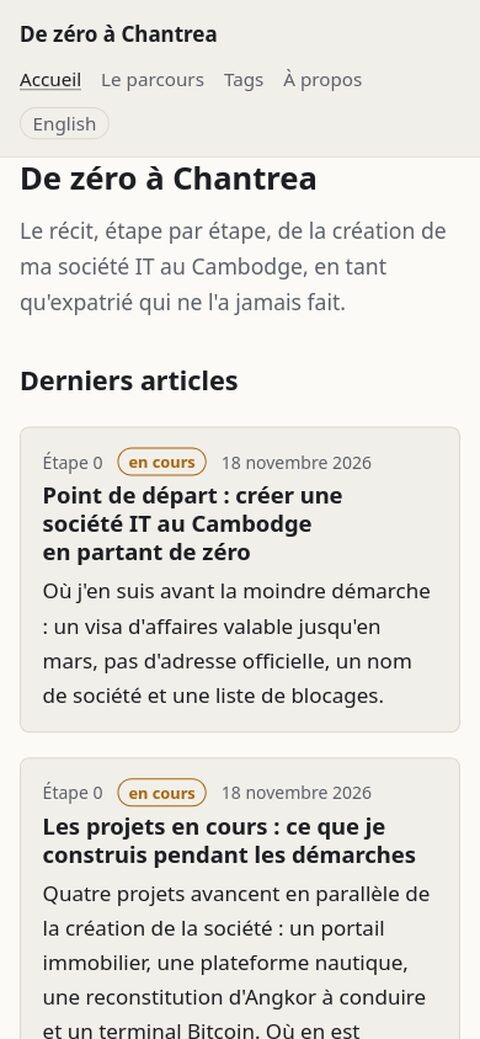 De zéro à Chantrea
Accueil Le parcours Tags À propos
English
De zéro à Chantrea
Le récit, étape par étape, de la création de
ma société IT au Cambodge, en tant
qu'expatrié qui ne l'a jamais fait.
Derniers articles
Étape 0 en cours 18 novembre 2026
Point de départ : créer une
société IT au Cambodge
en partant de zéro
Où j'en suis avant la moindre démarche
: un visa d'affaires valable jusqu'en
mars, pas d'adresse officielle, un nom
de société et une liste de blocages.
Étape 0 en cours 18 novembre 2026
Les projets en cours : ce que je
construis pendant les démarches
Quatre projets avancent en parallèle de
la création de la société : un portail
immobilier, une plateforme nautique,
une reconstitution d'Angkor à conduire
et un terminal Bitcoin. Où en est